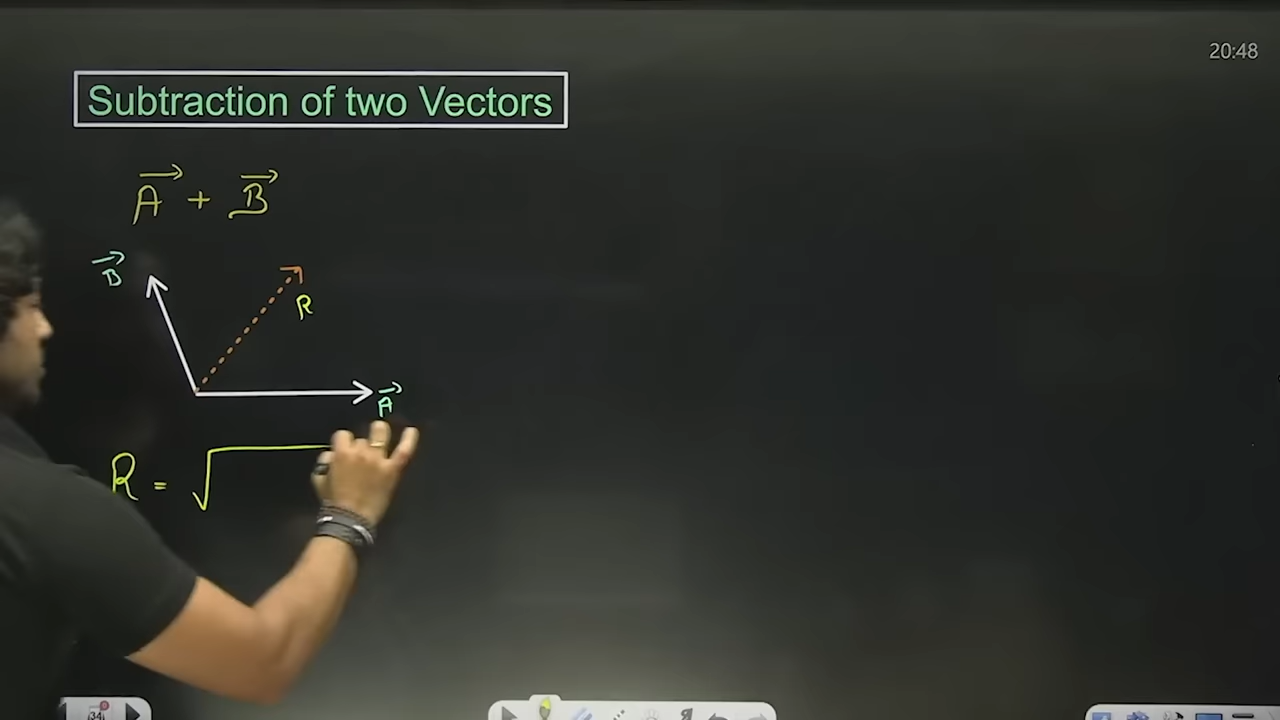 20:48
Subtraction of two Vectors
A⃗ + B⃗
B⃗
R
A⃗
R = √